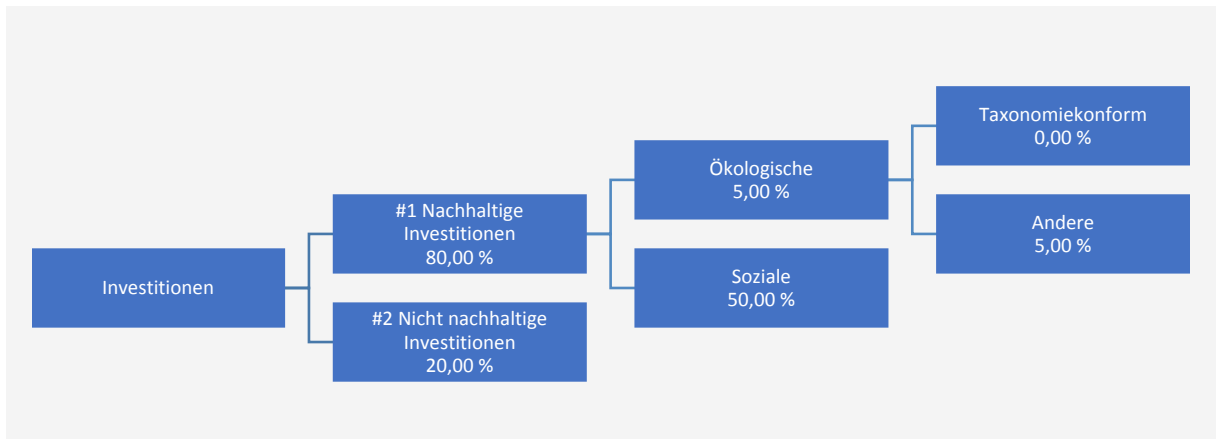 Investitionen
#1 Nachhaltige
Investitionen
80,00 %
#2 Nicht nachhaltige
Investitionen
20,00 %
Ökologische
5,00 %
Soziale
50,00 %
Taxonomiekonform
0,00 %
Andere
5,00 %